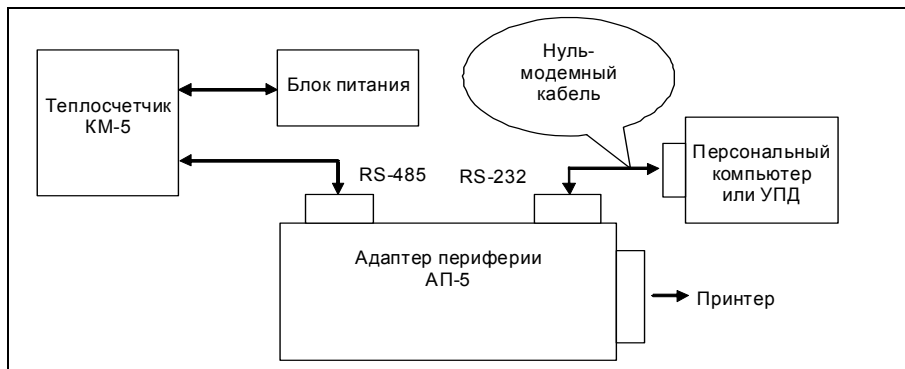 Нуль-
модемный
кабель
Теплосчетчик
КМ-5
Блок питания
Персональный
компьютер
или УПД
RS-485
RS-232
Адаптер периферии
АП-5
Принтер